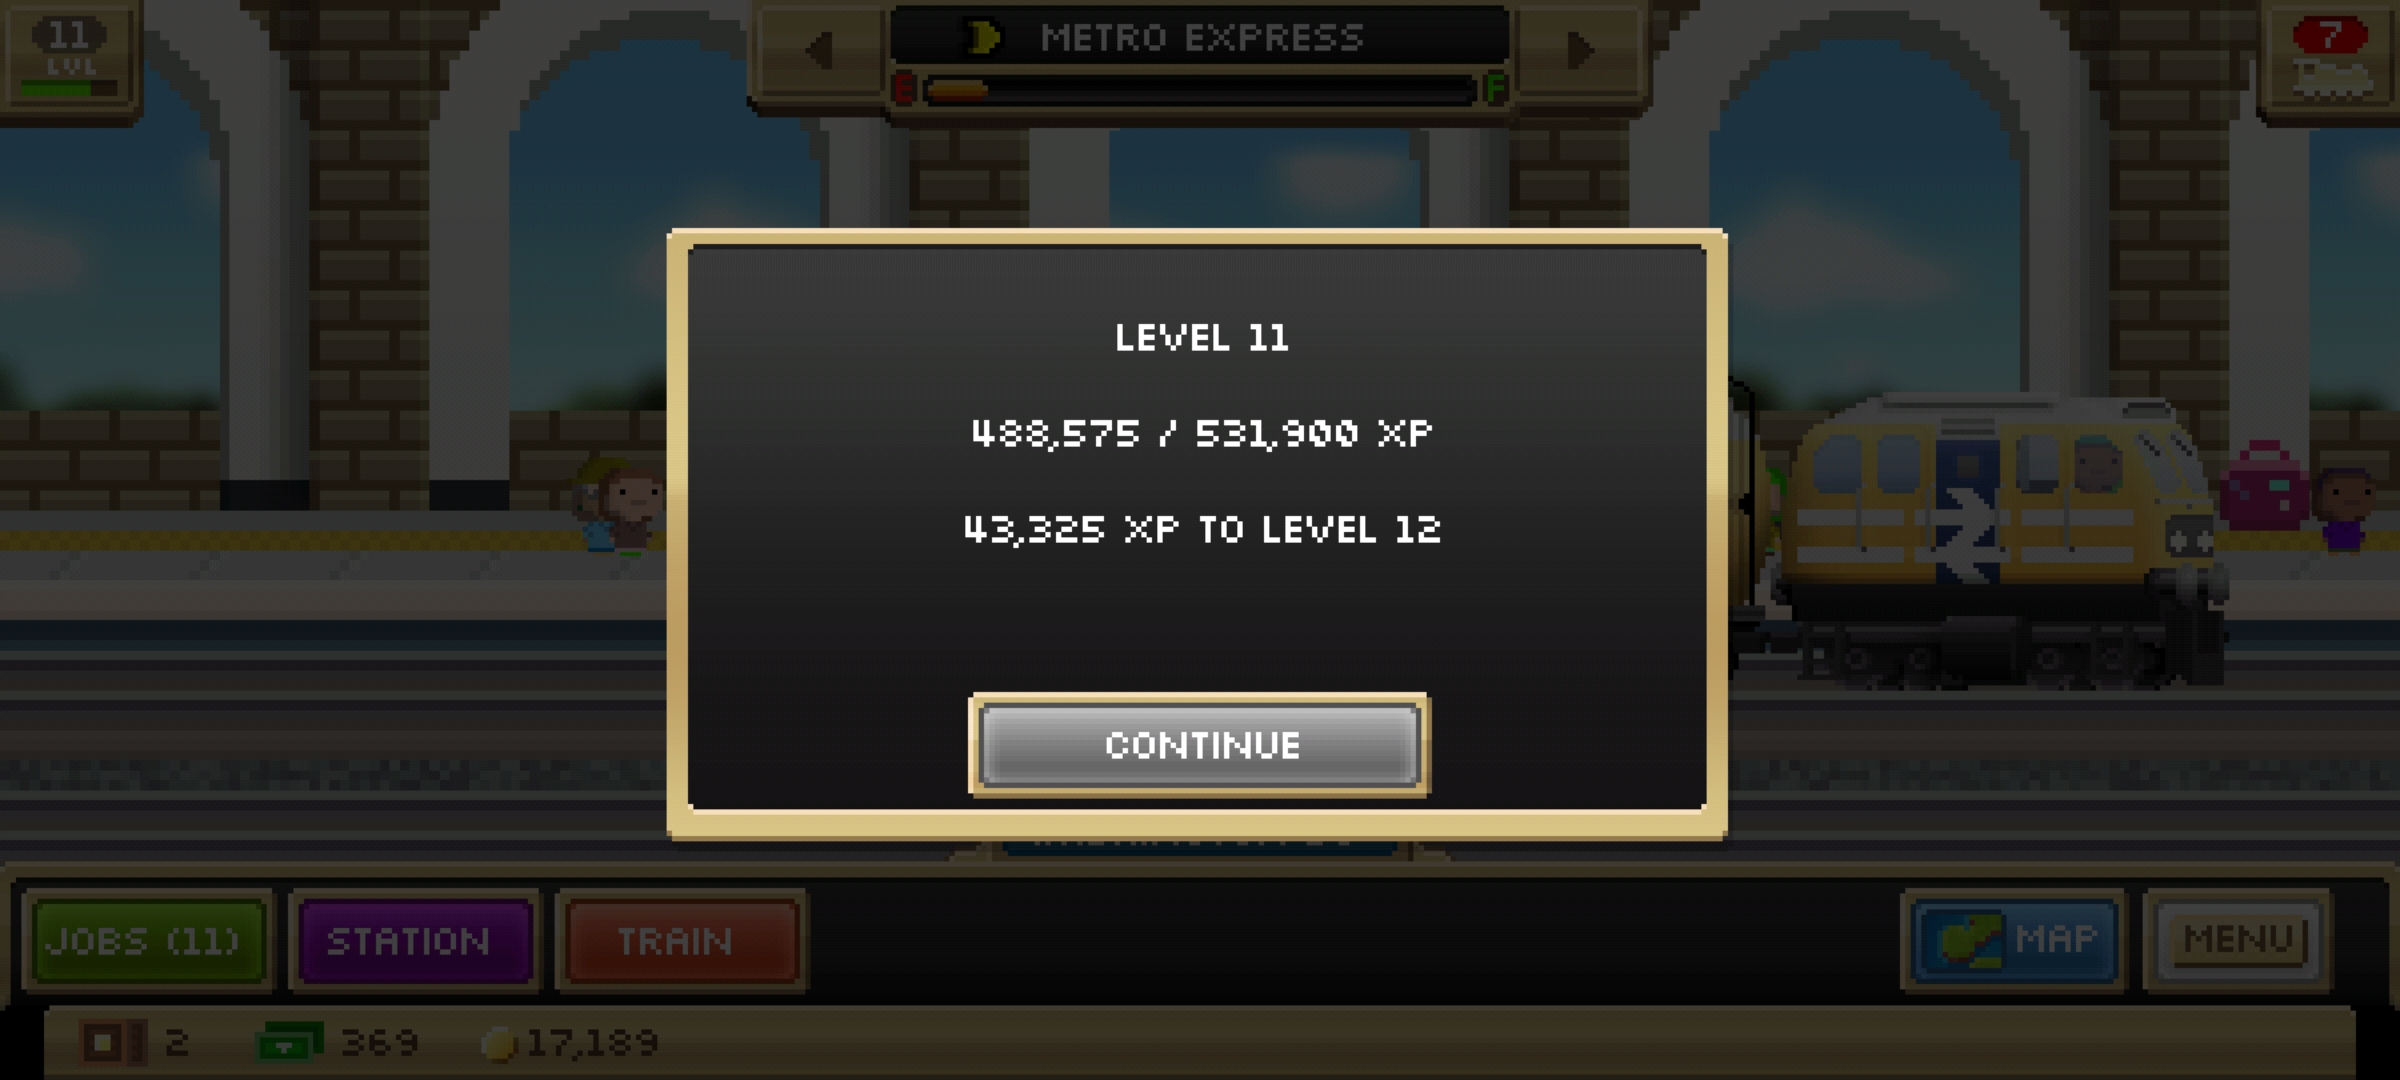 11
LVL
METRO EXPRESS
E F
7
LEVEL 11
488,575 / 531,900 XP
43,325 XP TO LEVEL 12
CONTINUE
JOBS (11)
STATION
TRAIN
MAP
MENU
2
369
17,189